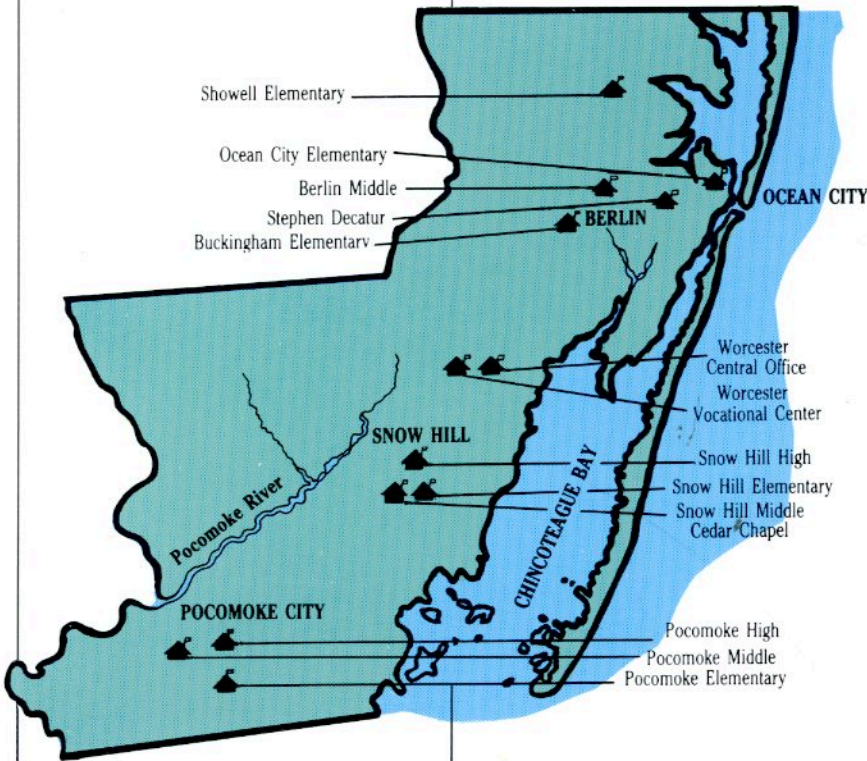 Showell Elementary
Ocean City Elementary
Berlin Middle
Stephen Decatur
Buckingham Elementary
BERLIN
OCEAN CITY
Worcester
Central Office
Worcester
Vocational Center
SNOW HILL
Snow Hill High
Snow Hill Elementary
Snow Hill Middle
Cedar Chapel
Pocomoke River
CHINCOTEAGUE BAY
POCOMOKE CITY
Pocomoke High
Pocomoke Middle
Pocomoke Elementary